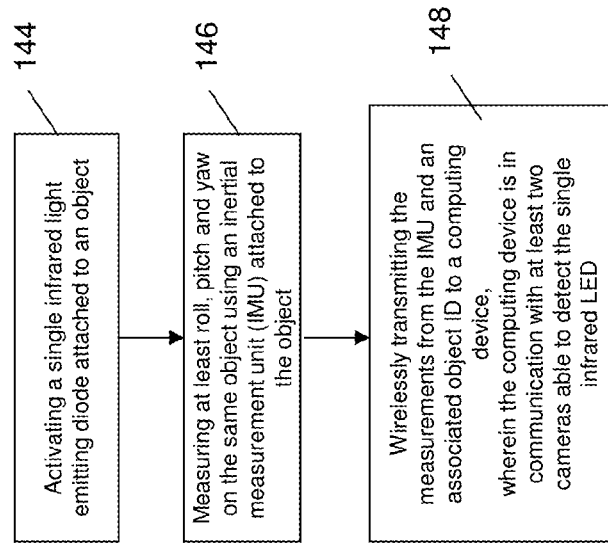 144
Activating a single infrared light
emitting diode attached to an object
146
Measuring at least roll, pitch and yaw
on the same object using an inertial
measurement unit (IMU) attached to
the object
148
Wirelessly transmitting the
measurements from the IMU and an
associated object ID to a computing
device,
wherein the computing device is in
communication with at least two
cameras able to detect the single
infrared LED